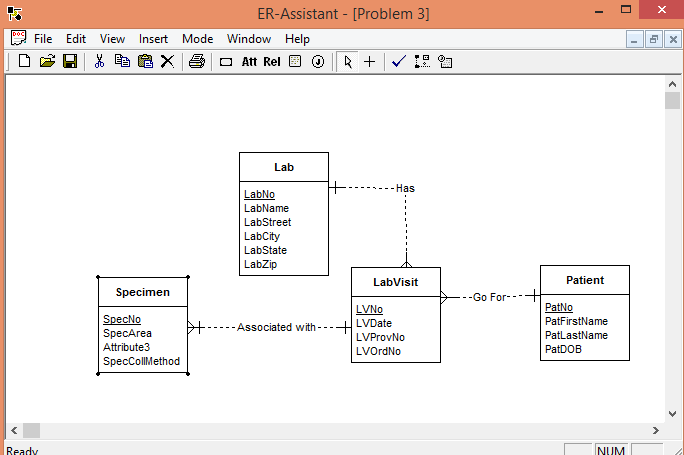 ER-Assistant - [Problem 3]
File Edit View Insert Mode Window Help
Att Rel J
Lab
LabNo
LabName
LabStreet
LabCity
LabState
LabZip
Has
LabVisit
LVNo
LVDate
LVProvNo
LVOrdNo
Go For
Patient
PatNo
PatFirstName
PatLastName
PatDOB
Specimen
SpecNo
SpecArea
Attribute3
SpecCollMethod
Associated with
Ready NUM